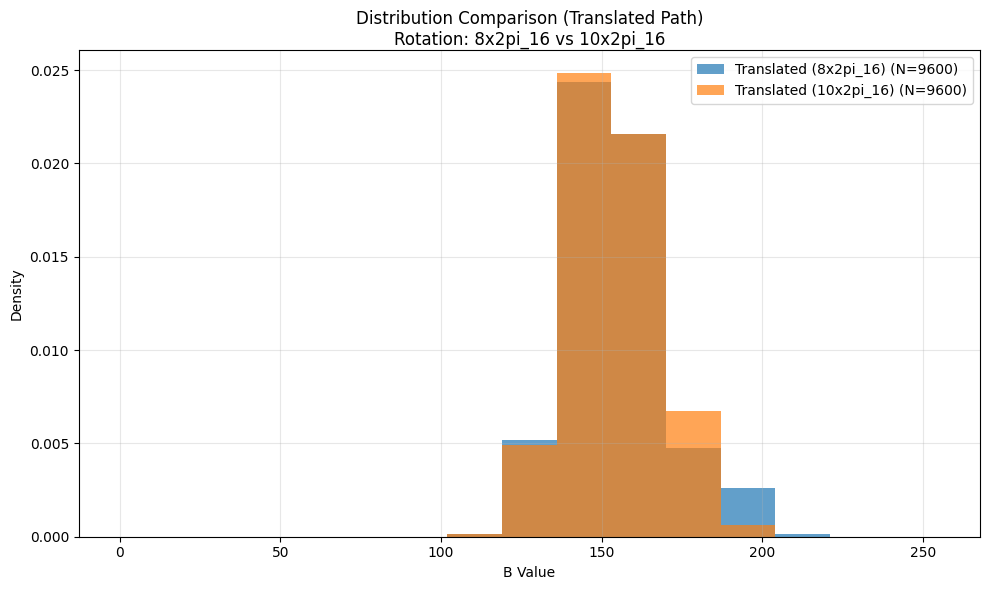 Distribution Comparison (Translated Path)
Rotation: 8x2pi_16 vs 10x2pi_16
Translated (8x2pi_16) (N=9600)
Translated (10x2pi_16) (N=9600)
0.025
0.020
0.015
0.010
0.005
0.000
Density
0 50 100 150 200 250
B Value